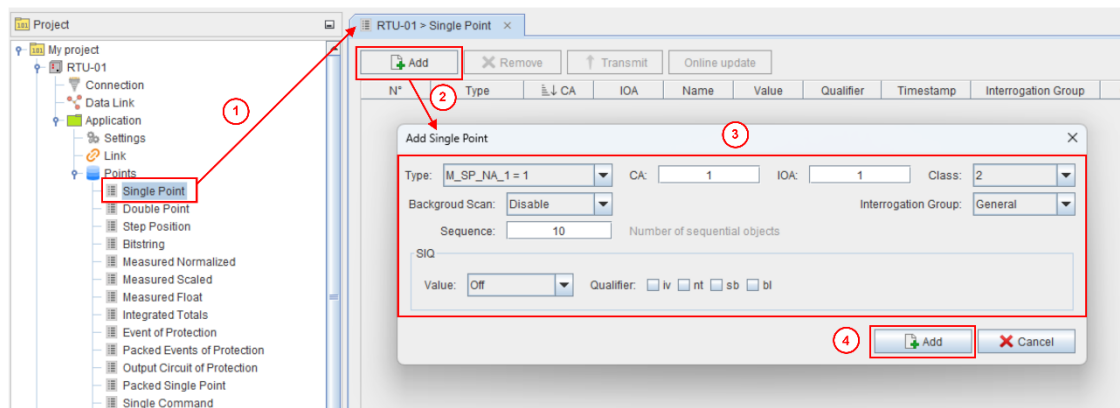 Project
My project
RTU-01
Connection
Data Link
Application
Settings
Link
Points
Single Point
Double Point
Step Position
Bitstring
Measured Normalized
Measured Scaled
Measured Float
Integrated Totals
Event of Protection
Packed Events of Protection
Output Circuit of Protection
Packed Single Point
Single Command
1
RTU-01 > Single Point ×
Add Remove Transmit Online update
N° Type CA IOA Name Value Qualifier Timestamp Interrogation Group
2
3
Add Single Point
Type: M_SP_NA_1 = 1 CA: 1 IOA: 1 Class: 2
Backgroud Scan: Disable Interrogation Group: General
Sequence: 10 Number of sequential objects
SIQ
Value: Off Qualifier: iv nt sb bl
4
Add Cancel